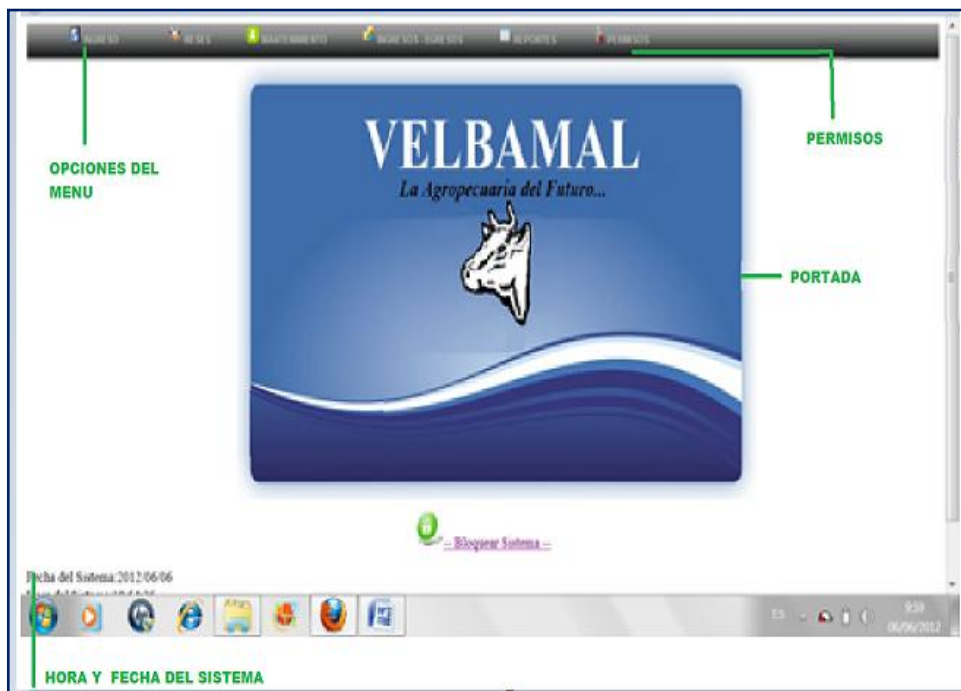 INGRESO RESES MANTENIMIENTO INGRESOS - EGRESOS REPORTES PERMISOS
PERMISOS
OPCIONES DEL
MENU
VELBAMAL
La Agropecuaria del Futuro...
PORTADA
-- Bloquear Sistema --
Fecha del Sistema:2012/06/06
ES
9:59
06/06/2012
HORA Y FECHA DEL SISTEMA